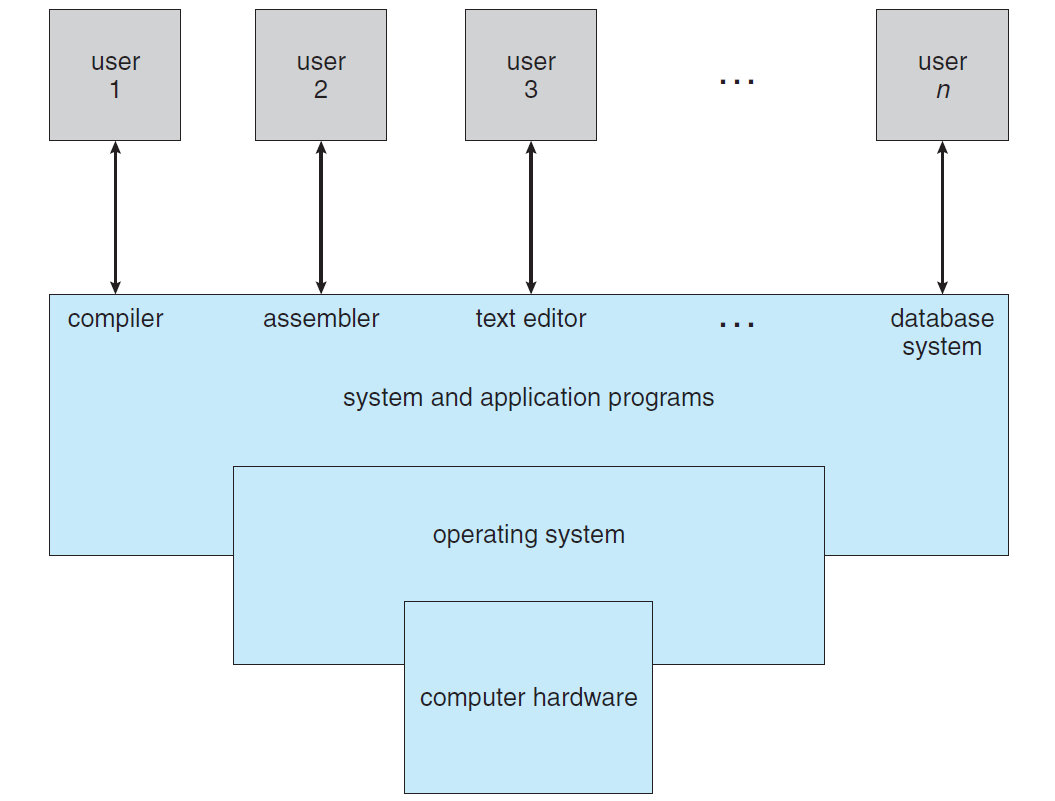 user
1
user
2
user
3
...
user
n
compiler
assembler
text editor
...
database
system
system and application programs
operating system
computer hardware